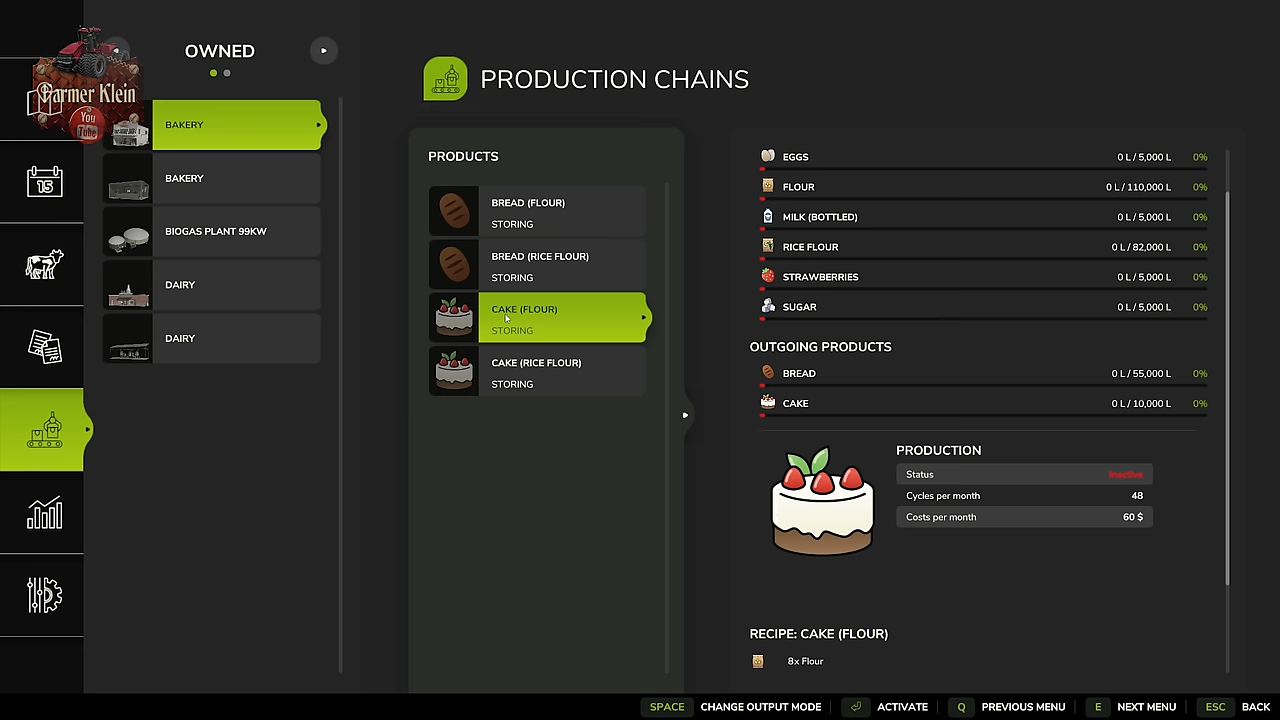 Farmer Klein
You
Tube
15
OWNED
BAKERY
BAKERY
BIOGAS PLANT 99KW
DAIRY
DAIRY
PRODUCTION CHAINS
PRODUCTS
BREAD (FLOUR)
STORING
BREAD (RICE FLOUR)
STORING
CAKE (FLOUR)
STORING
CAKE (RICE FLOUR)
STORING
EGGS 0 L / 5,000 L 0%
FLOUR 0 L / 110,000 L 0%
MILK (BOTTLED) 0 L / 5,000 L 0%
RICE FLOUR 0 L / 82,000 L 0%
STRAWBERRIES 0 L / 5,000 L 0%
SUGAR 0 L / 5,000 L 0%
OUTGOING PRODUCTS
BREAD 0 L / 55,000 L 0%
CAKE 0 L / 10,000 L 0%
PRODUCTION
Status Inactive
Cycles per month 48
Costs per month 60 $
RECIPE: CAKE (FLOUR)
8x Flour
SPACE CHANGE OUTPUT MODE ACTIVATE Q PREVIOUS MENU E NEXT MENU ESC BACK